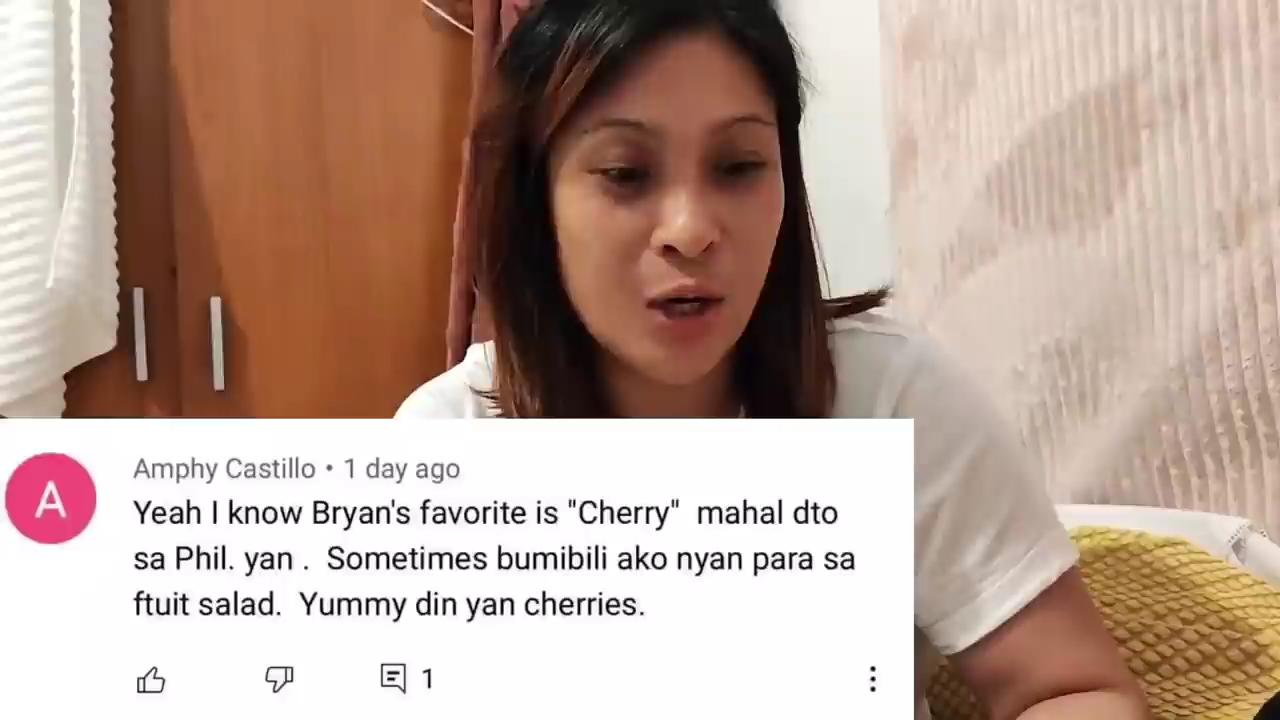 A
Amphy Castillo • 1 day ago
Yeah I know Bryan's favorite is "Cherry" mahal dto
sa Phil. yan . Sometimes bumibili ako nyan para sa
ftuit salad. Yummy din yan cherries.
1